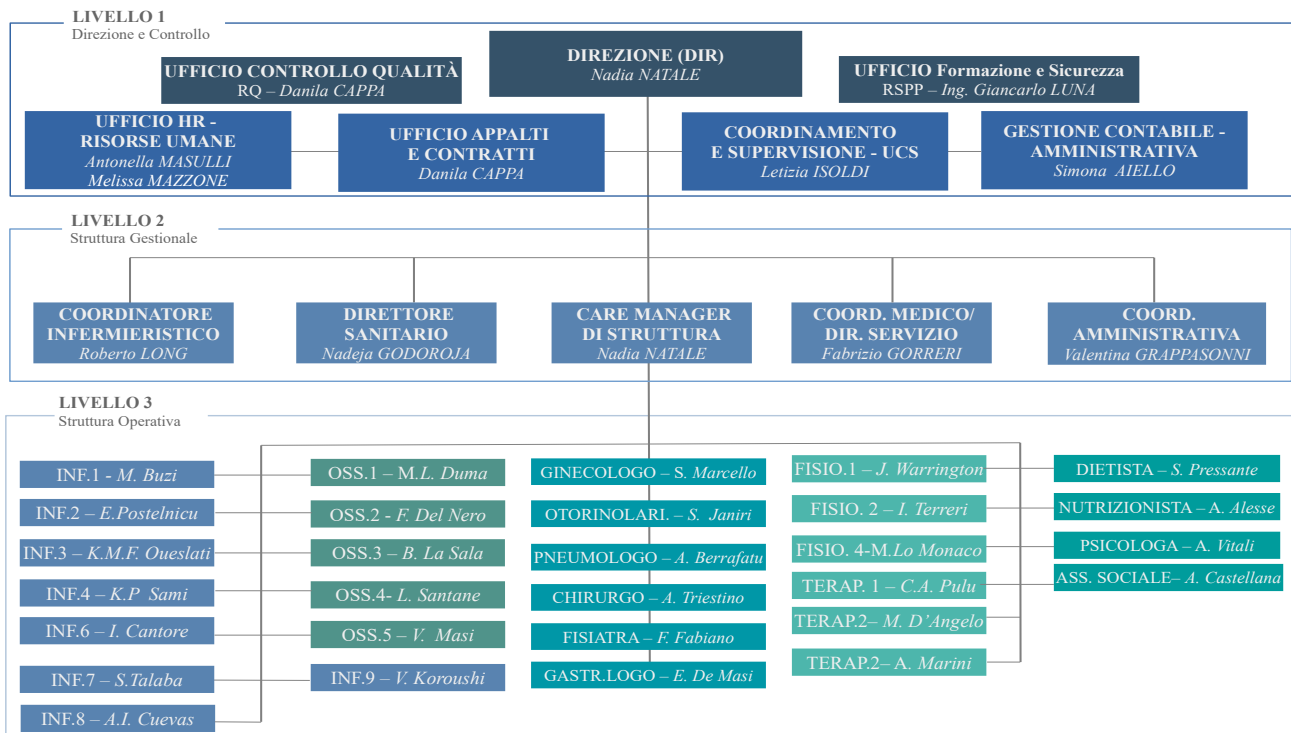 LIVELLO 1
Direzione e Controllo
DIREZIONE (DIR)
Nadia NATALE
UFFICIO CONTROLLO QUALITÀ
RQ – Danila CAPPA
UFFICIO Formazione e Sicurezza
RSPP – Ing. Giancarlo LUNA
UFFICIO HR -
RISORSE UMANE
Antonella MASULLI
Melissa MAZZONE
UFFICIO APPALTI
E CONTRATTI
Danila CAPPA
COORDINAMENTO
E SUPERVISIONE - UCS
Letizia ISOLDI
GESTIONE CONTABILE -
AMMINISTRATIVA
Simona AIELLO
LIVELLO 2
Struttura Gestionale
COORDINATORE
INFERMIERISTICO
Roberto LONG
DIRETTORE
SANITARIO
Nadeja GODOROJA
CARE MANAGER
DI STRUTTURA
Nadia NATALE
COORD. MEDICO/
DIR. SERVIZIO
Fabrizio GORRERI
COORD.
AMMINISTRATIVA
Valentina GRAPPASONNI
LIVELLO 3
Struttura Operativa
INF.1 - M. Buzi
INF.2 – E.Postelnicu
INF.3 – K.M.F. Oueslati
INF.4 – K.P Sami
INF.6 – I. Cantore
INF.7 – S.Talaba
INF.8 – A.I. Cuevas
OSS.1 – M.L. Duma
OSS.2 - F. Del Nero
OSS.3 – B. La Sala
OSS.4- L. Santane
OSS.5 – V. Masi
INF.9 – V. Koroushi
GINECOLOGO – S. Marcello
OTORINOLARI. – S. Janiri
PNEUMOLOGO – A. Berrafatu
CHIRURGO – A. Triestino
FISIATRA – F. Fabiano
GASTR.LOGO – E. De Masi
FISIO.1 – J. Warrington
FISIO. 2 – I. Terreri
FISIO. 4-M.Lo Monaco
TERAP. 1 – C.A. Pulu
TERAP.2– M. D’Angelo
TERAP.2– A. Marini
DIETISTA – S. Pressante
NUTRIZIONISTA – A. Alesse
PSICOLOGA – A. Vitali
ASS. SOCIALE– A. Castellana